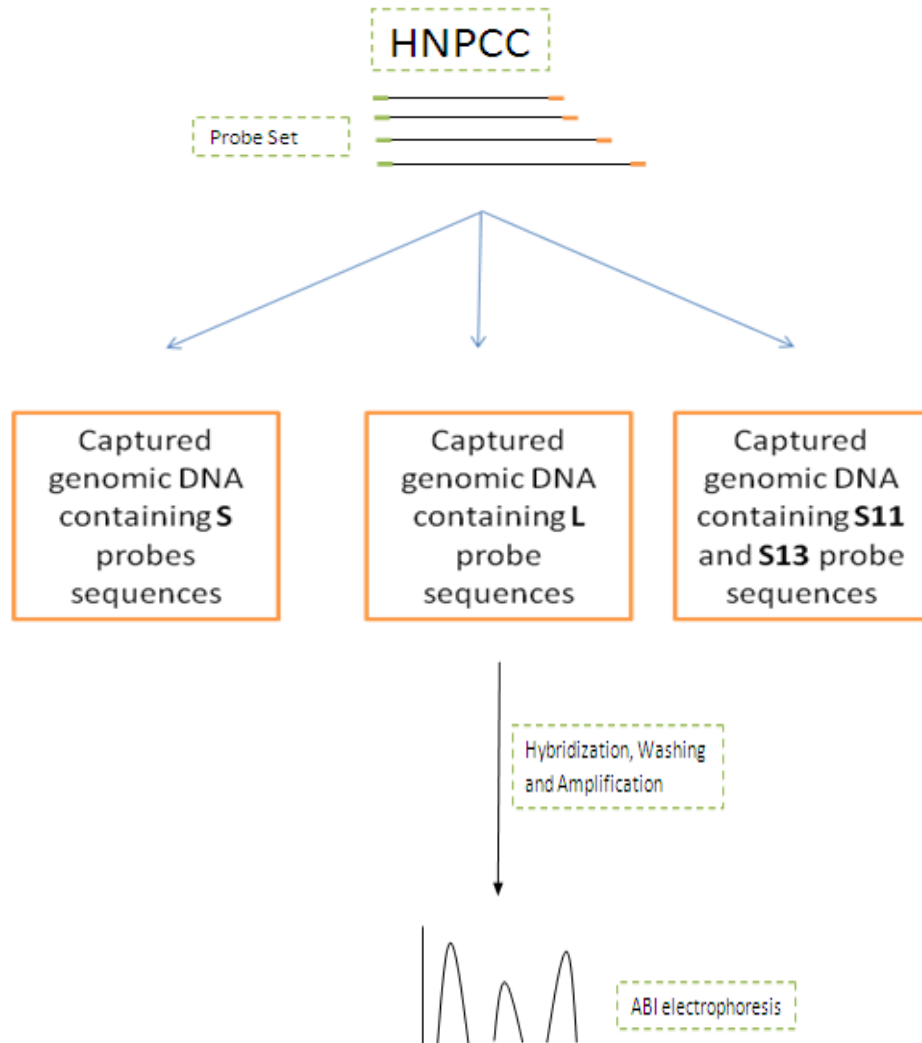 HNPCC
Probe Set
Captured
genomic DNA
containing S
probes
sequences
Captured
genomic DNA
containing L
probe
sequences
Captured
genomic DNA
containing S11
and S13 probe
sequences
Hybridization, Washing
and Amplification
ABI electrophoresis